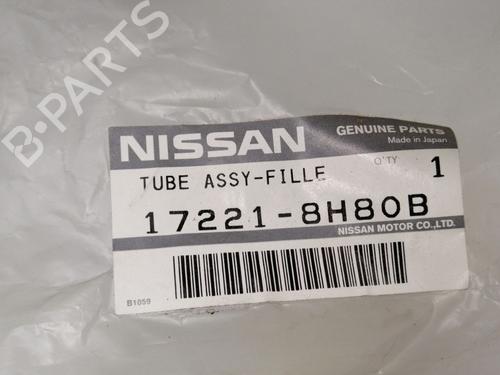 B·PARTS
NISSAN
GENUINE PARTS
Made in Japan
TUBE ASSY-FILLE
Q'TY
1
17221-8H80B
NISSAN MOTOR CO.,LTD.
B1059